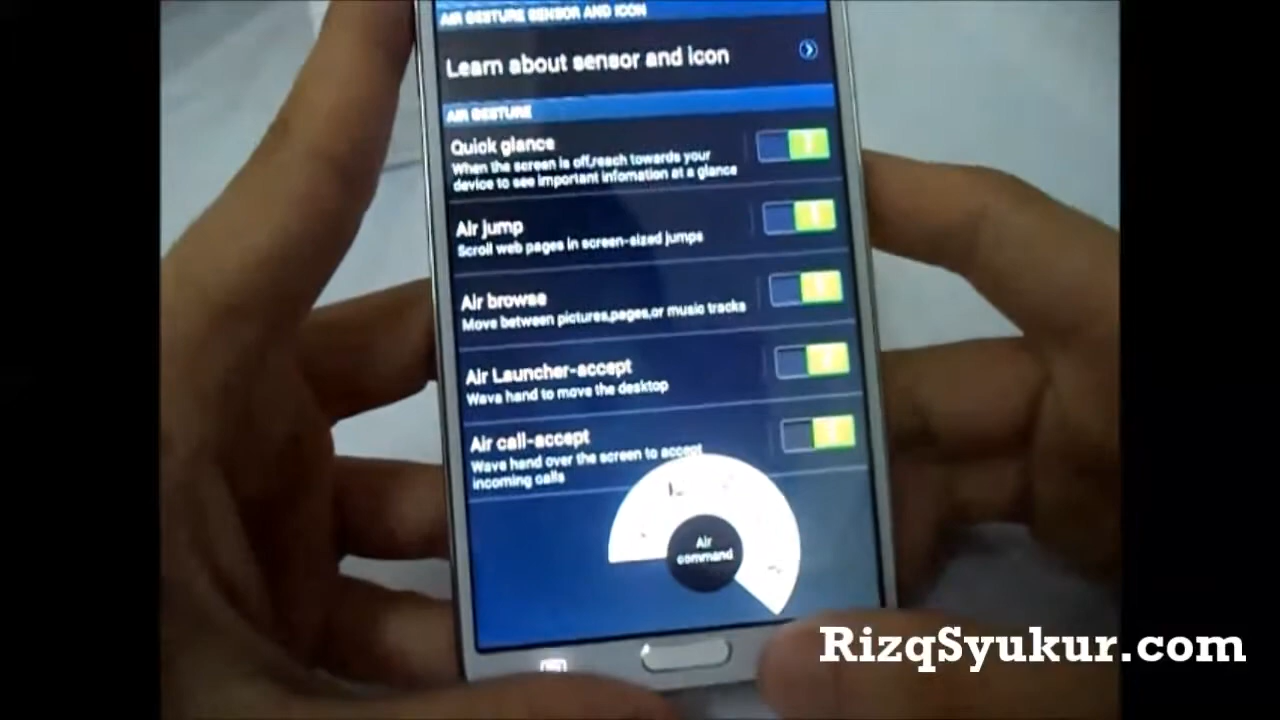 AIR GESTURE SENSOR AND ICON
Learn about sensor and icon
AIR GESTURE
Quick glance
When the screen is off,reach towards your
device to see important infomation at a glance
Air jump
Scroll web pages in screen-sized jumps
Air browse
Move between pictures,pages,or music tracks
Air Launcher-accept
Wava hand to move the desktop
Air call-accept
Wave hand over the screen to accept
incoming calls
Air
command
RizqSyukur.com